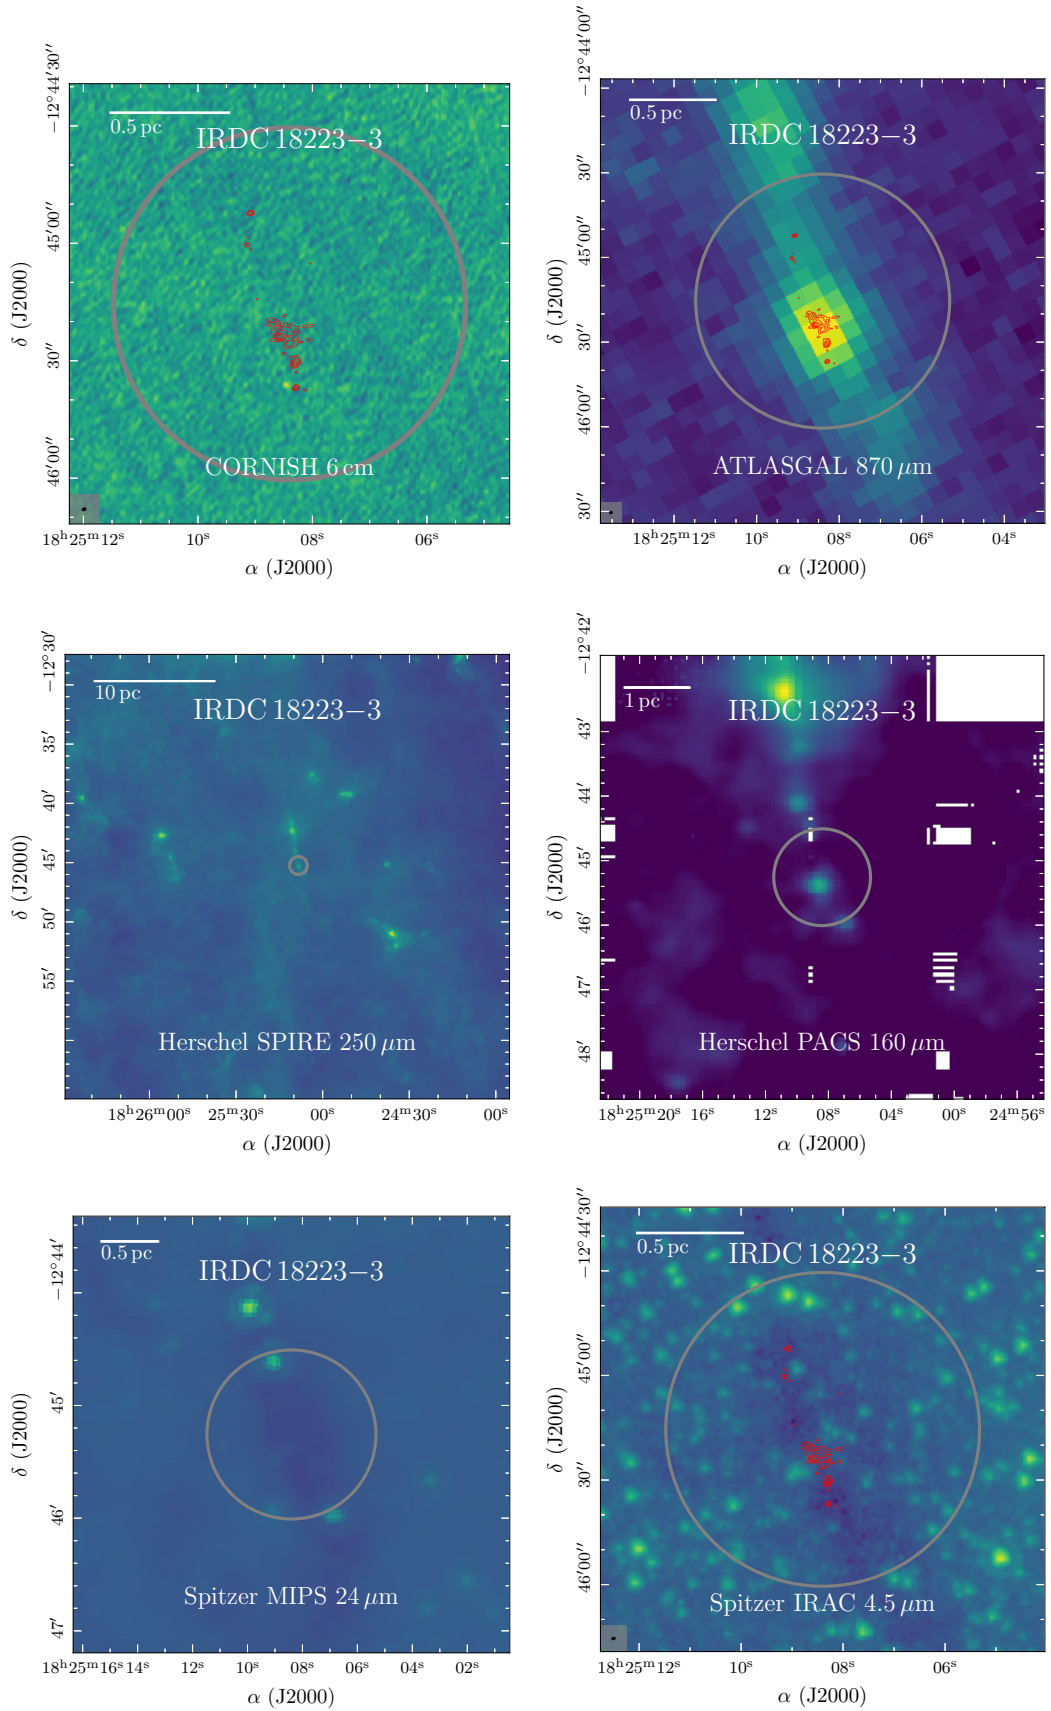 −12°44′30″
45′00″
30″
46′00″
δ (J2000)
0.5 pc
IRDC 18223−3
CORNISH 6 cm
18ʰ25ᵐ12ˢ 10ˢ 08ˢ 06ˢ
α (J2000)
−12°44′00″
30″
45′00″
30″
46′00″
30″
δ (J2000)
0.5 pc
IRDC 18223−3
ATLASGAL 870 μm
18ʰ25ᵐ12ˢ 10ˢ 08ˢ 06ˢ 04ˢ
α (J2000)
−12°30′
35′
40′
45′
50′
55′
δ (J2000)
10 pc
IRDC 18223−3
Herschel SPIRE 250 μm
18ʰ26ᵐ00ˢ 25ᵐ30ˢ 00ˢ 24ᵐ30ˢ 00ˢ
α (J2000)
−12°42′
43′
44′
45′
46′
47′
48′
δ (J2000)
1 pc
IRDC 18223−3
Herschel PACS 160 μm
18ʰ25ᵐ20ˢ 16ˢ 12ˢ 08ˢ 04ˢ 00ˢ 24ᵐ56ˢ
α (J2000)
−12°44′
45′
46′
47′
δ (J2000)
0.5 pc
IRDC 18223−3
Spitzer MIPS 24 μm
18ʰ25ᵐ16ˢ 14ˢ 12ˢ 10ˢ 08ˢ 06ˢ 04ˢ 02ˢ
α (J2000)
−12°44′30″
45′00″
30″
46′00″
δ (J2000)
0.5 pc
IRDC 18223−3
Spitzer IRAC 4.5 μm
18ʰ25ᵐ12ˢ 10ˢ 08ˢ 06ˢ
α (J2000)